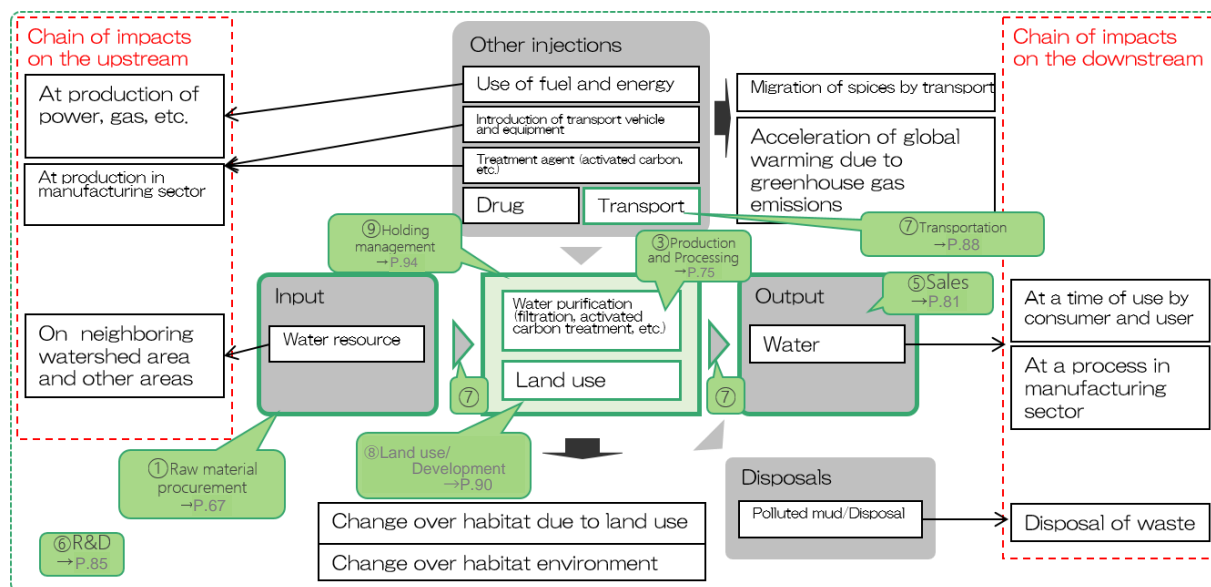 Chain of impacts
on the upstream
At production of
power, gas, etc.
At production in
manufacturing sector
On neighboring
watershed area
and other areas
Other injections
Use of fuel and energy
Introduction of transport vehicle
and equipment
Treatment agent (activated carbon,
etc.)
Drug
Transport
Migration of spices by transport
Acceleration of global
warming due to
greenhouse gas
emissions
Chain of impacts
on the downstream
⑨Holding
management
→P.94
③Production
and Processing
→P.75
⑦Transportation
→P.88
⑤Sales
→P.81
Input
Water resource
Water purification
(filtration, activated
carbon treatment, etc.)
Land use
Output
Water
At a time of use by
consumer and user
At a process in
manufacturing
sector
⑦
⑦
①Raw material
procurement
→P.67
⑧Land use/
Development
→P.90
Disposals
Polluted mud/Disposal
Disposal of waste
Change over habitat due to land use
Change over habitat environment
⑥R&D
→P.85